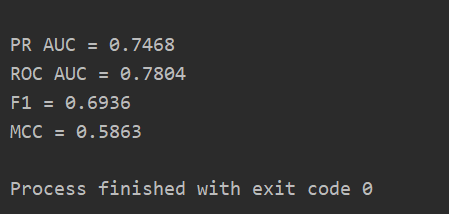 PR AUC = 0.7468
ROC AUC = 0.7804
F1 = 0.6936
MCC = 0.5863
Process finished with exit code 0